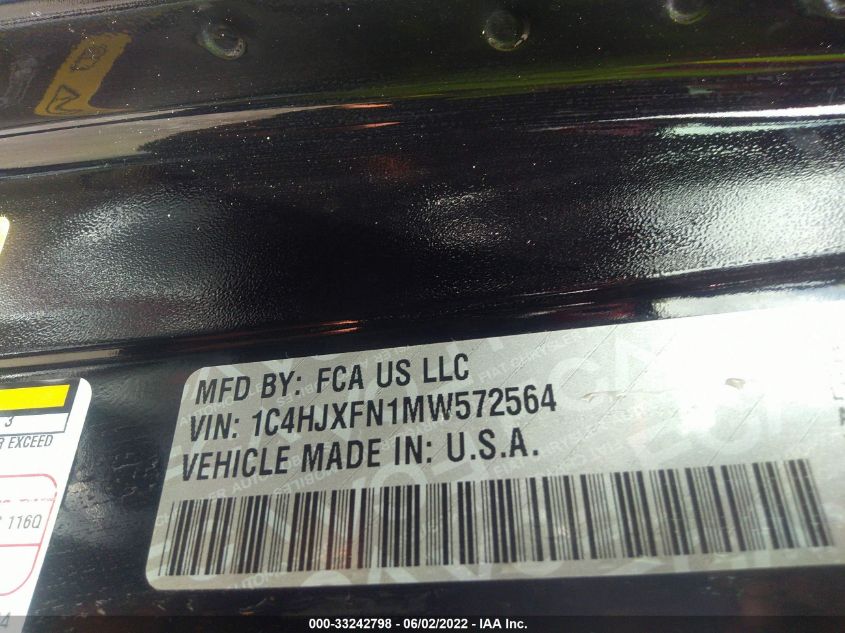 MFD BY: FCA US LLC
VIN: 1C4HJXFN1MW572564
VEHICLE MADE IN: U.S.A.
3
EXCEED
116Q
000-33242798 - 06/02/2022 - IAA Inc.